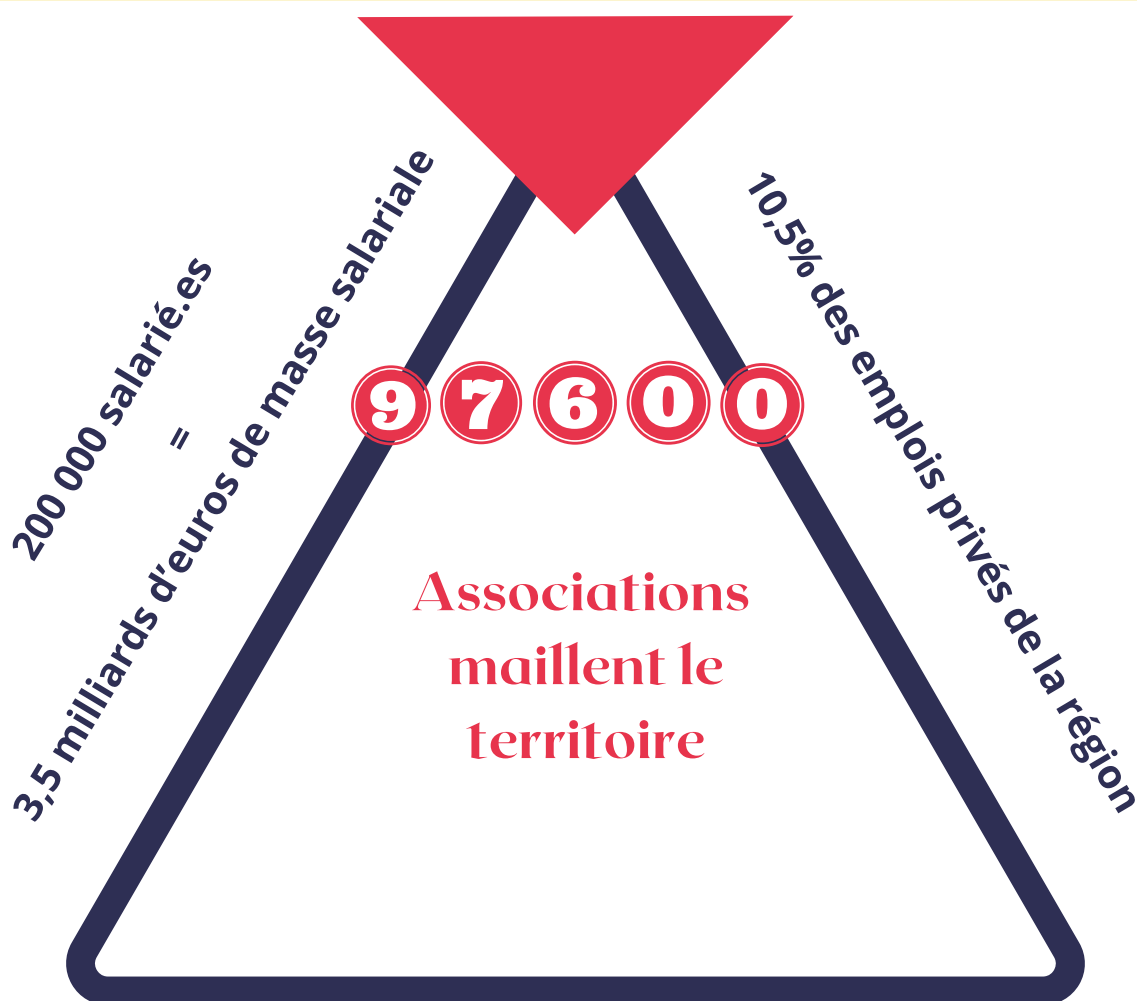 200 000 salarié.es
=
3,5 milliards d'euros de masse salariale
10,5% des emplois privés de la région
97600
Associations
maillent le
territoire